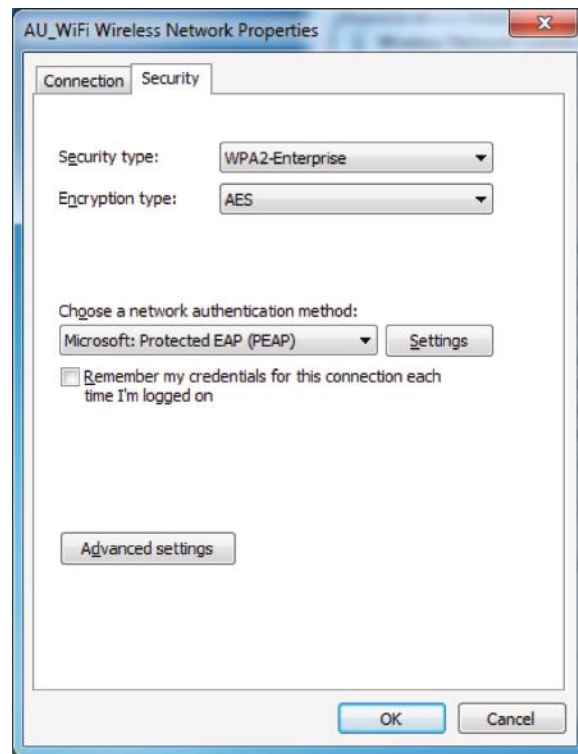 AU_WiFi Wireless Network Properties
Connection
Security
Security type:
WPA2-Enterprise
Encryption type:
AES
Choose a network authentication method:
Microsoft: Protected EAP (PEAP)
Settings
Remember my credentials for this connection each
time I'm logged on
Advanced settings
OK
Cancel